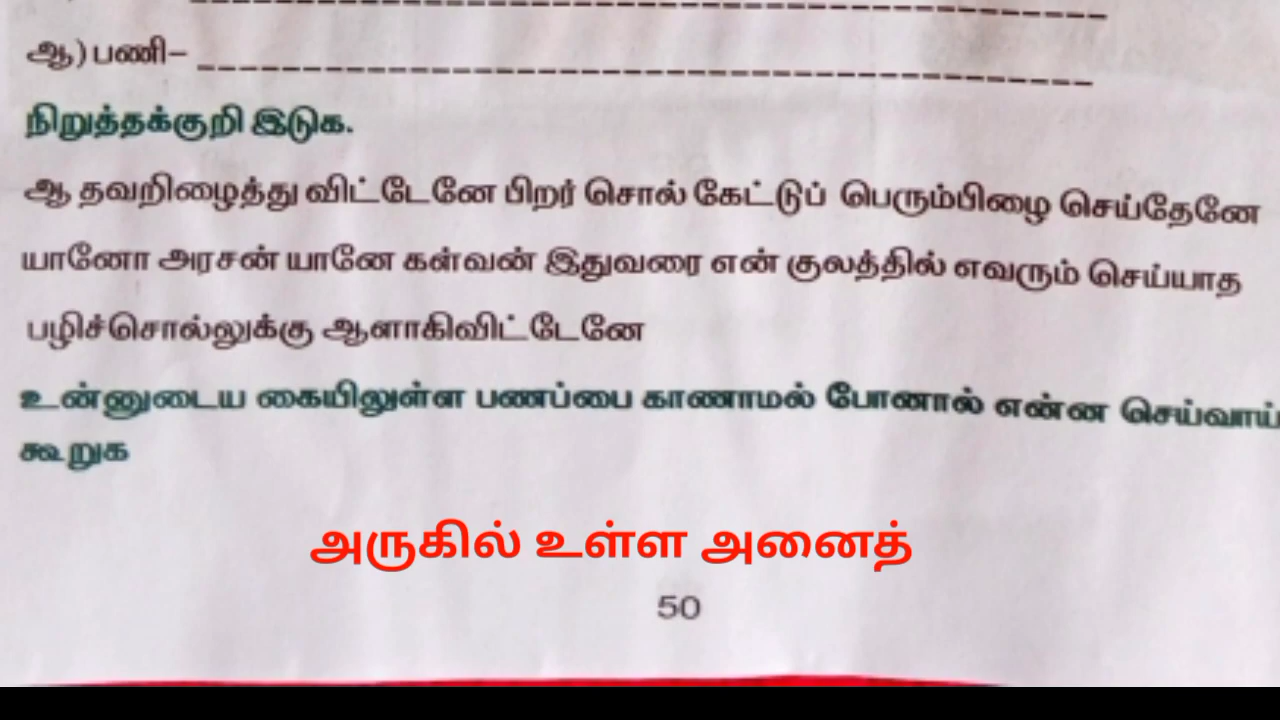 ஆ) பணி-
நிறுத்தக்குறி இடுக.
ஆ தவறிழைத்து விட்டேனே பிறர் சொல் கேட்டுப் பெரும்பிழை செய்தேனே
யானோ அரசன் யானே கள்வன் இதுவரை என் குலத்தில் எவரும் செய்யாத
பழிச்சொல்லுக்கு ஆளாகிவிட்டேனே
உன்னுடைய கையிலுள்ள பணப்பை காணாமல் போனால் என்ன செய்வாய்
கூறுக
அருகில் உள்ள அனைத்
50